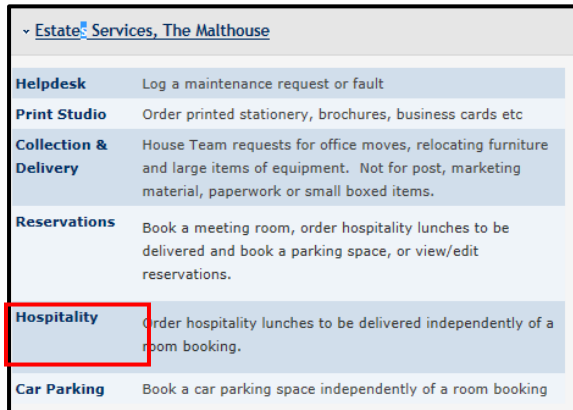 Estates Services, The Malthouse
Helpdesk Log a maintenance request or fault
Print Studio Order printed stationery, brochures, business cards etc
Collection & House Team requests for office moves, relocating furniture
Delivery and large items of equipment. Not for post, marketing
material, paperwork or small boxed items.
Reservations Book a meeting room, order hospitality lunches to be
delivered and book a parking space, or view/edit
reservations.
Hospitality Order hospitality lunches to be delivered independently of a
room booking.
Car Parking Book a car parking space independently of a room booking